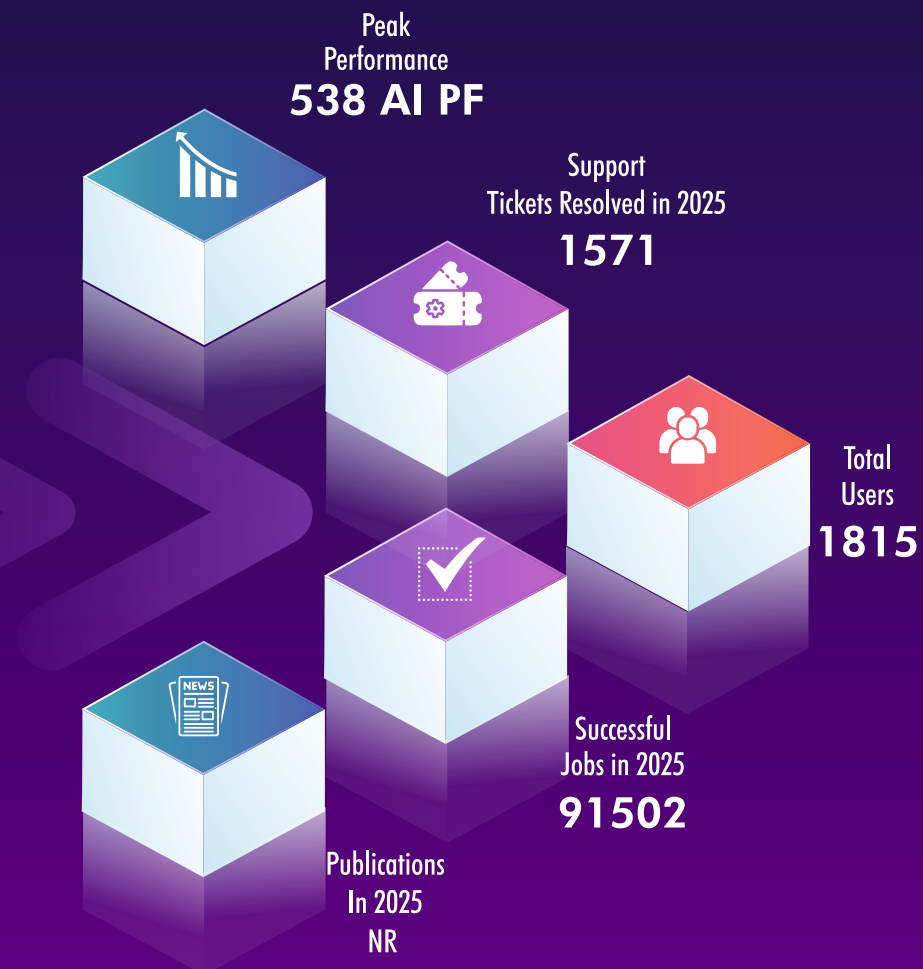 Peak
Performance
538 AI PF
Support
Tickets Resolved in 2025
1571
Total
Users
1815
NEWS
Successful
Jobs in 2025
91502
Publications
In 2025
NR